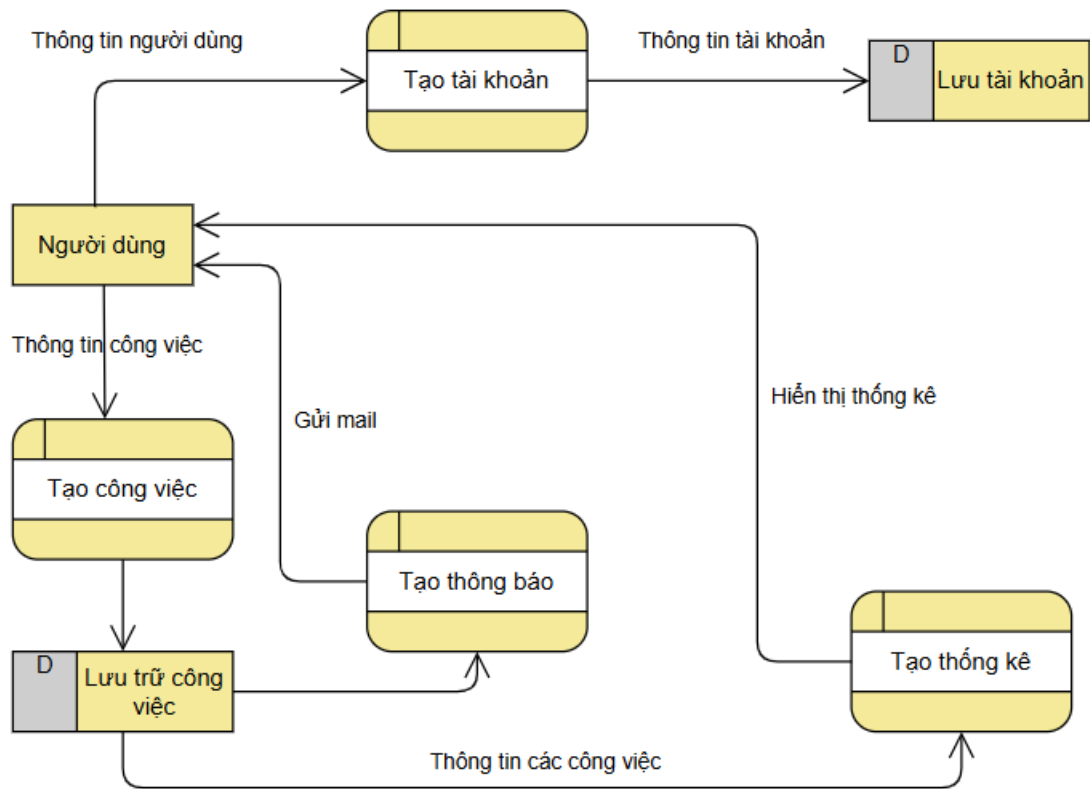 Thông tin người dùng
Thông tin tài khoản
Tạo tài khoản
D
Lưu tài khoản
Người dùng
Thông tin công việc
Hiển thị thống kê
Gửi mail
Tạo công việc
Tạo thông báo
Tạo thống kê
D
Lưu trữ công
việc
Thông tin các công việc